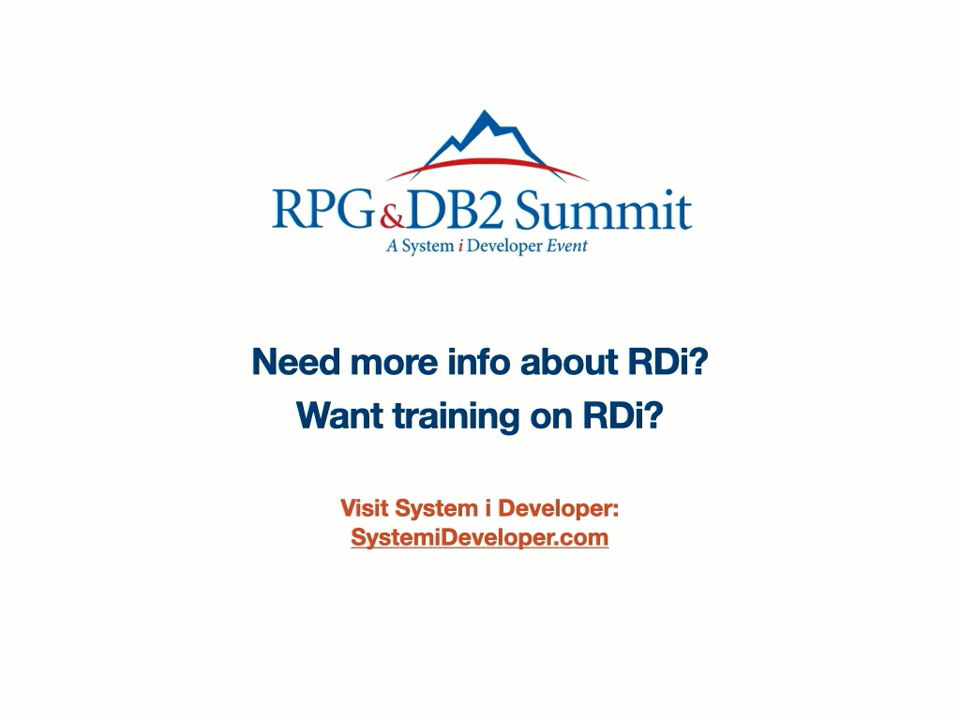 RPG & DB2 Summit
A System i Developer Event
Need more info about RDi?
Want training on RDi?
Visit System i Developer:
SystemiDeveloper.com